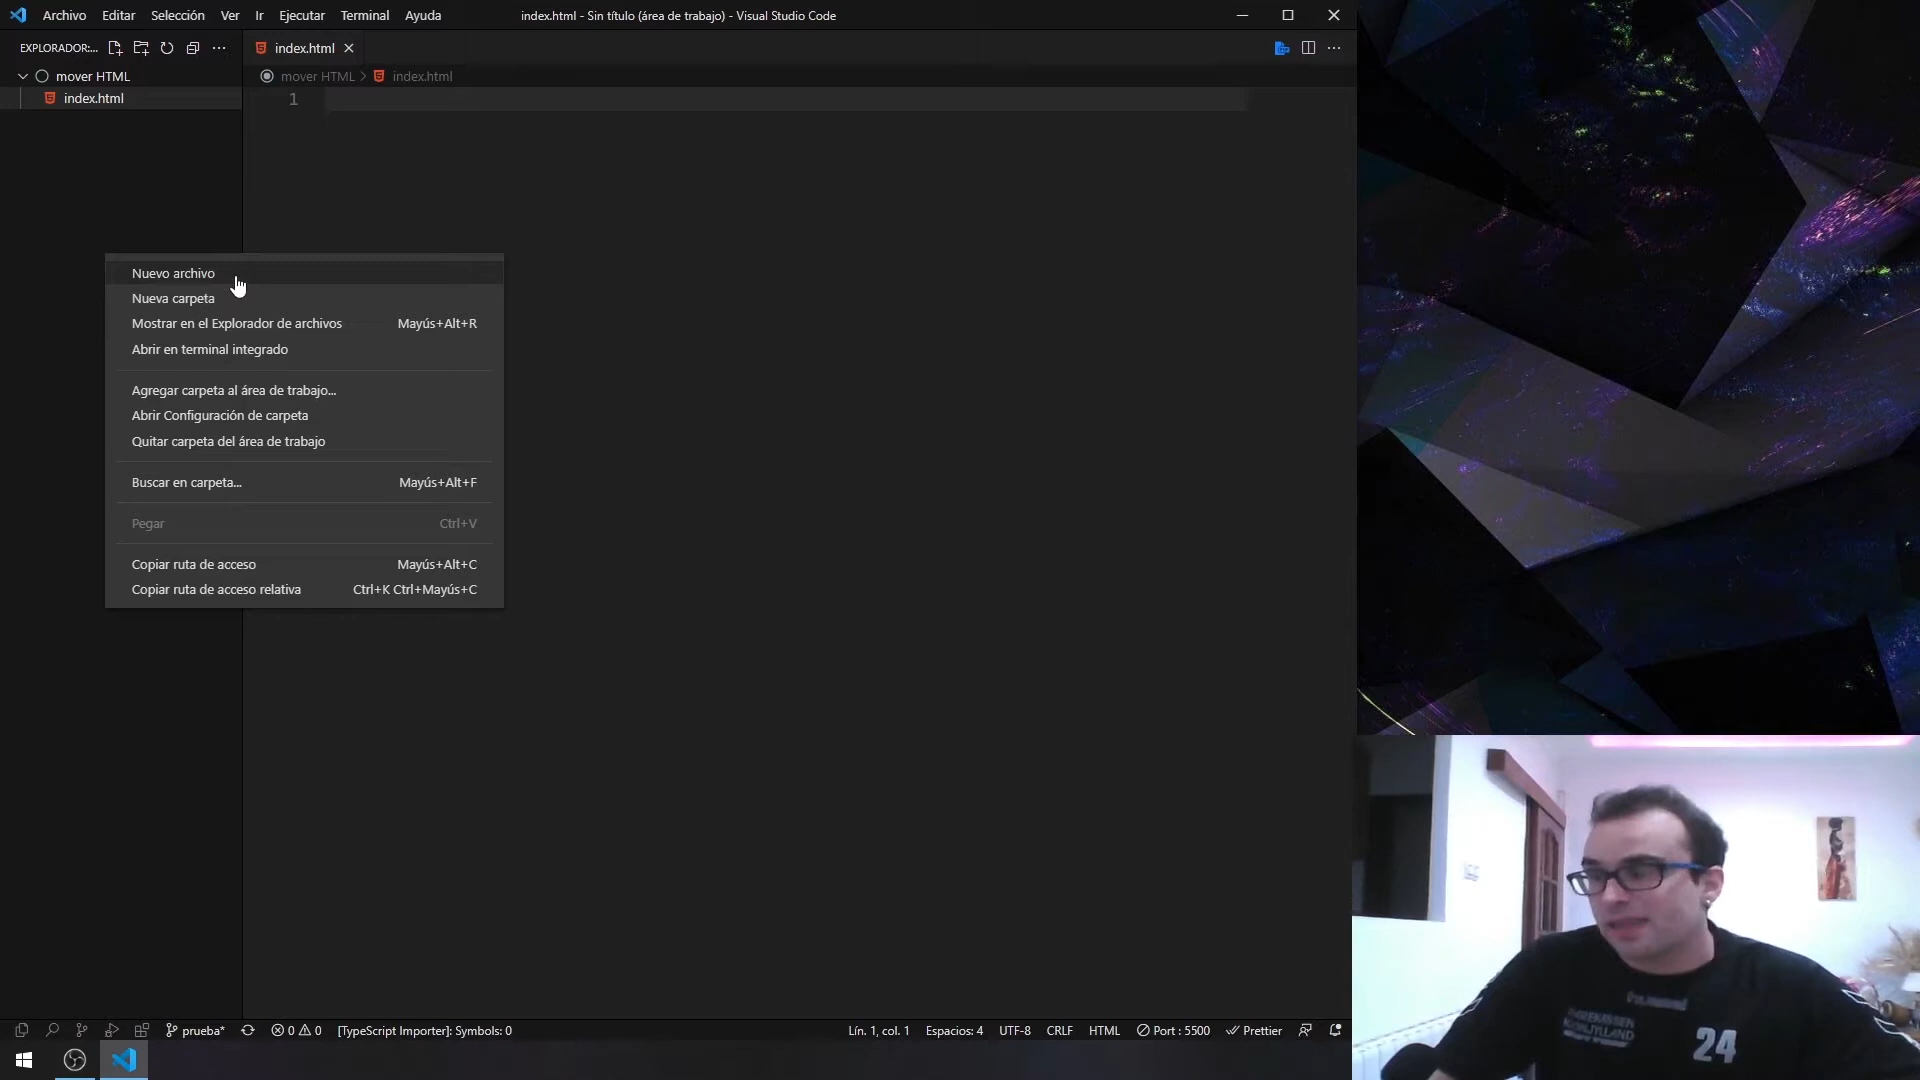 Archivo Editar Selección Ver Ir Ejecutar Terminal Ayuda index.html - Sin título (área de trabajo) - Visual Studio Code
EXPLORADOR:... index.html
mover HTML mover HTML > index.html
index.html 1
Nuevo archivo
Nueva carpeta
Mostrar en el Explorador de archivos Mayús+Alt+R
Abrir en terminal integrado
Agregar carpeta al área de trabajo...
Abrir Configuración de carpeta
Quitar carpeta del área de trabajo
Buscar en carpeta... Mayús+Alt+F
Pegar Ctrl+V
Copiar ruta de acceso Mayús+Alt+C
Copiar ruta de acceso relativa Ctrl+K Ctrl+Mayús+C
prueba* 0 0 [TypeScript Importer]: Symbols: 0 Lín. 1, col. 1 Espacios: 4 UTF-8 CRLF HTML Port : 5500 Prettier
24